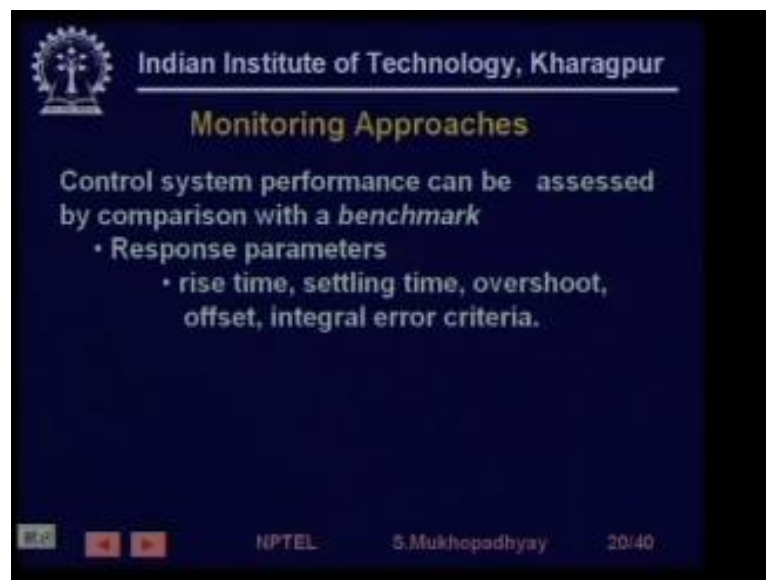 Indian Institute of Technology, Kharagpur
Monitoring Approaches
Control system performance can be assessed
by comparison with a benchmark
• Response parameters
• rise time, settling time, overshoot,
offset, integral error criteria.
NPTEL S.Mukhopadhyay 20/40